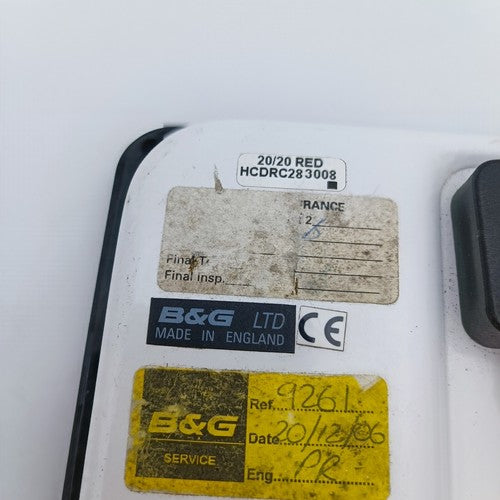 20/20 RED
HCDRC283008
RANCE
2
Final T
Final insp.
B&G LTD
MADE IN ENGLAND
CE
B&G
SERVICE
Ref. 9261
Date 20/12/06
Eng. PR